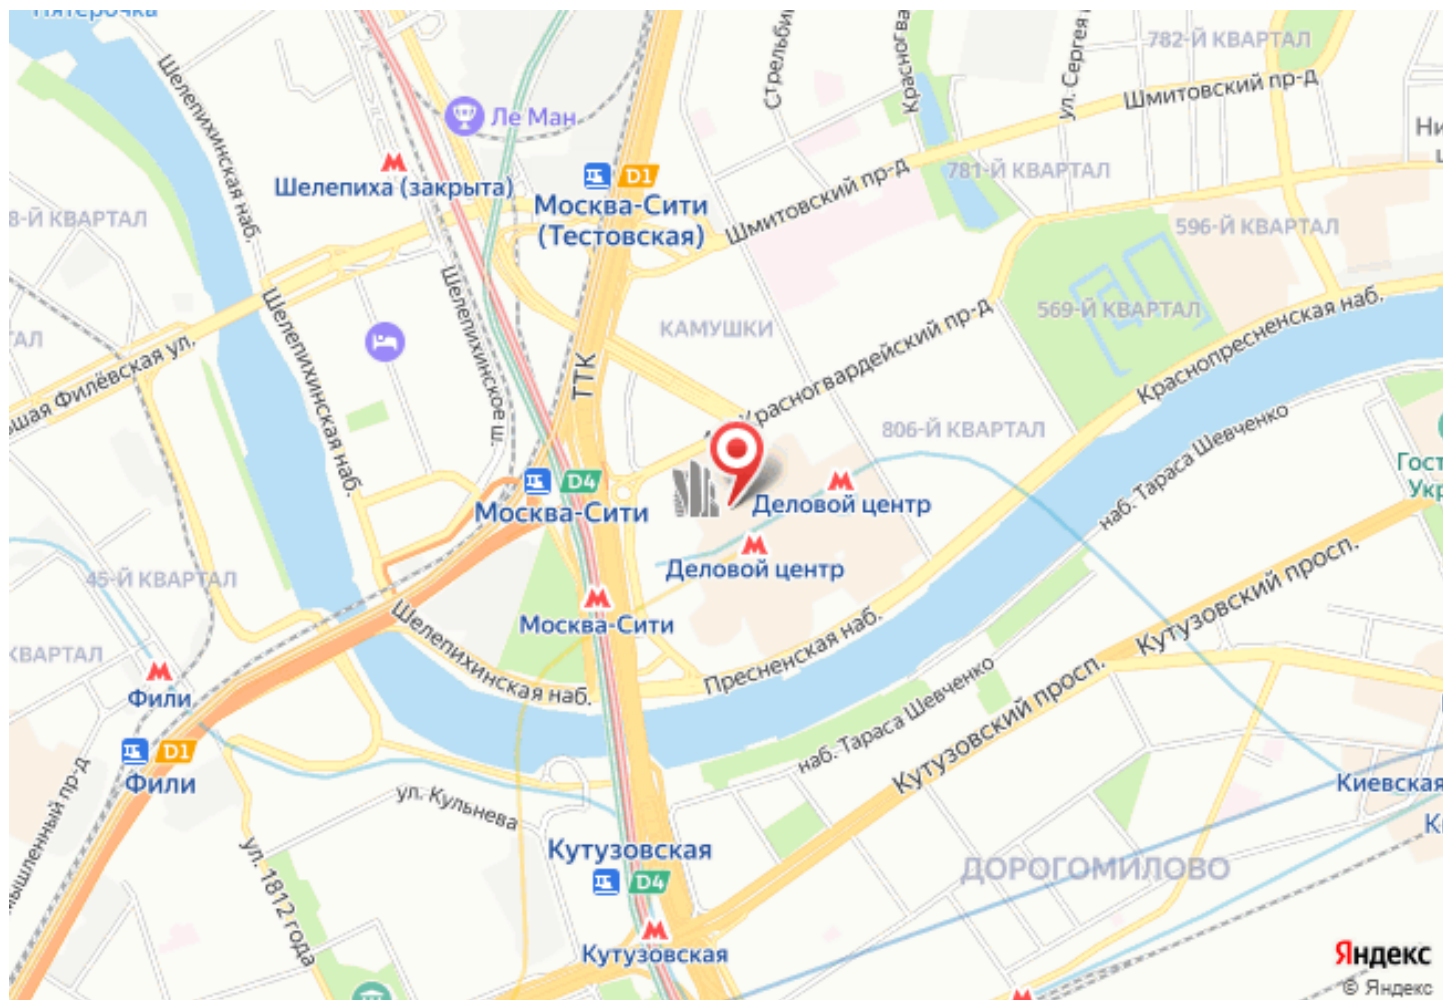 Пятёрочка
Шелепихинская наб.
Ле Ман
Шелепиха (закрыта)
D1
Москва-Сити
(Тестовская)
782-Й КВАРТАЛ
Шмитовский пр-д
781-Й КВАРТАЛ
Шмитовский пр-д
596-Й КВАРТАЛ
569-Й КВАРТАЛ
Краснопресненская наб.
КАМУШКИ
Красногвардейский пр-д
806-Й КВАРТАЛ
Шелепихинская наб.
Шелепихинское ш.
ТТК
D4
Москва-Сити
Деловой центр
Деловой центр
Москва-Сити
наб. Тараса Шевченко
Кутузовский просп.
45-Й КВАРТАЛ
КВАРТАЛ
Фили
D1
Фили
Шелепихинская наб.
Пресненская наб.
наб. Тараса Шевченко
Кутузовский просп.
ул. Кульнева
ул. 1812 года
Кутузовская
D4
Кутузовская
ДОРОГОМИЛОВО
Киевская
Яндекс
© Яндекс